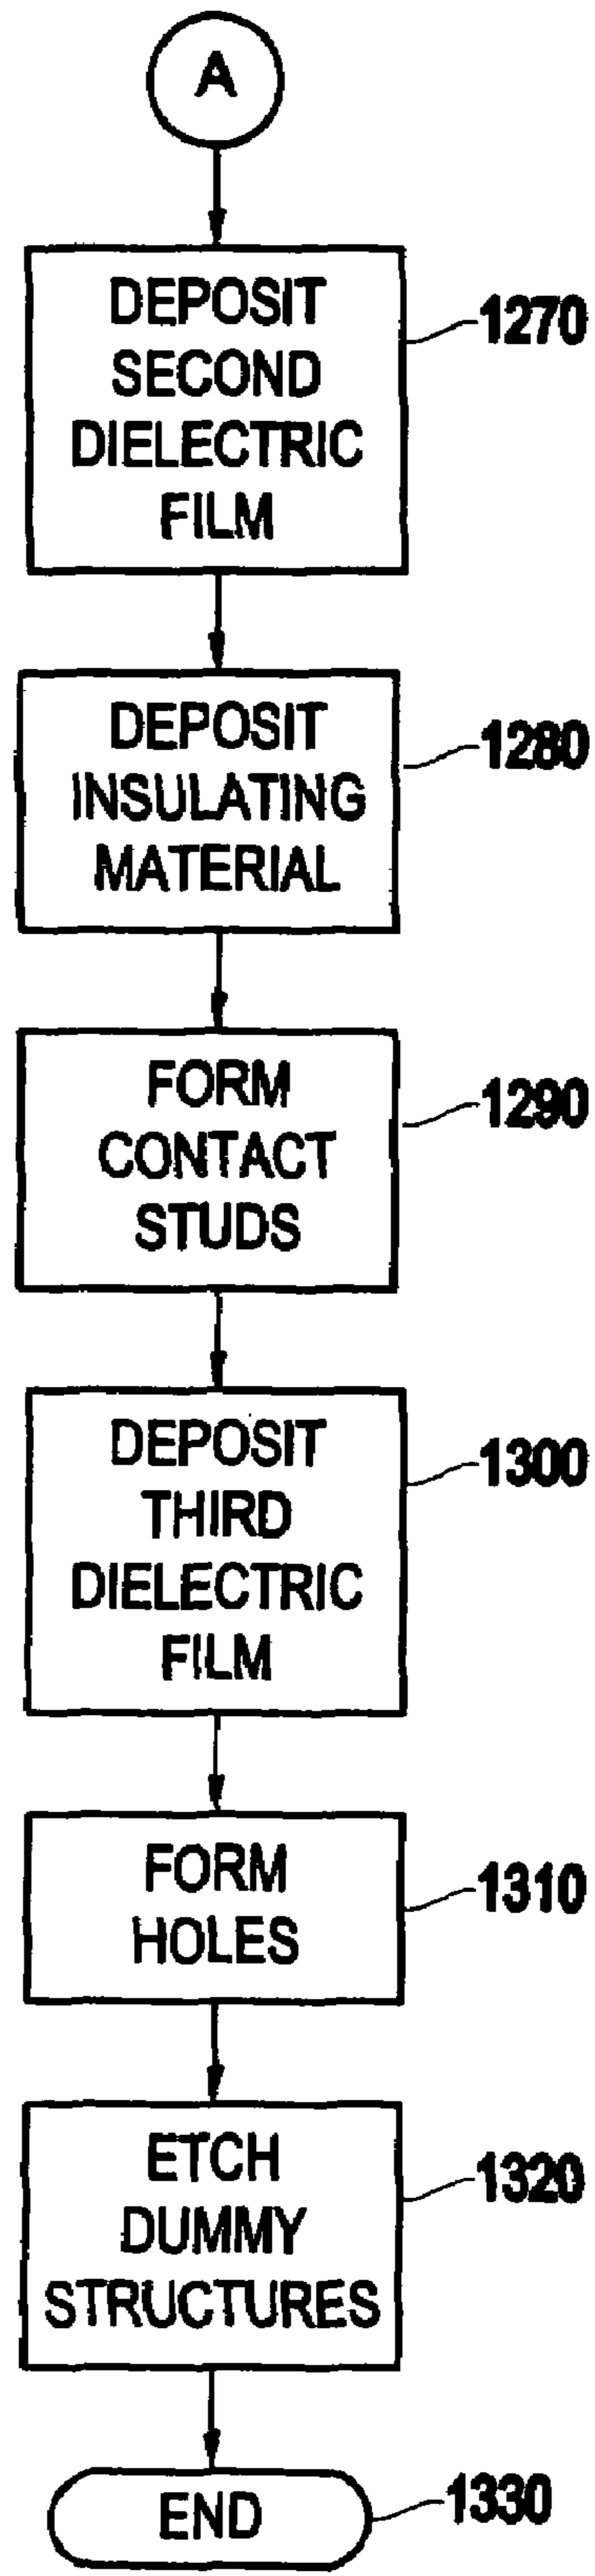 A
DEPOSIT
SECOND
DIELECTRIC
FILM
1270
DEPOSIT
INSULATING
MATERIAL
1280
FORM
CONTACT
STUDS
1290
DEPOSIT
THIRD
DIELECTRIC
FILM
1300
FORM
HOLES
1310
ETCH
DUMMY
STRUCTURES
1320
END
1330